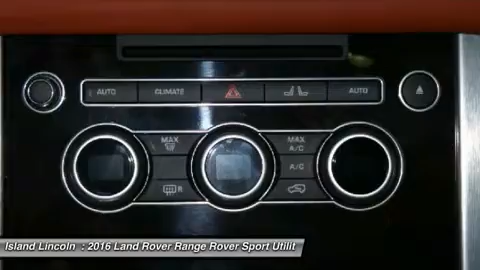 AUTO CLIMATE AUTO
MAX
R
MAX
A/C
A/C
Island Lincoln : 2016 Land Rover Range Rover Sport Utilit